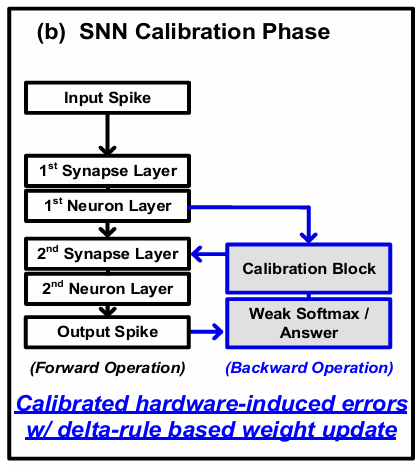 (b) SNN Calibration Phase
Input Spike
1st Synapse Layer
1st Neuron Layer
2nd Synapse Layer
2nd Neuron Layer
Output Spike
Calibration Block
Weak Softmax /
Answer
(Forward Operation)
(Backward Operation)
Calibrated hardware-induced errors
w/ delta-rule based weight update